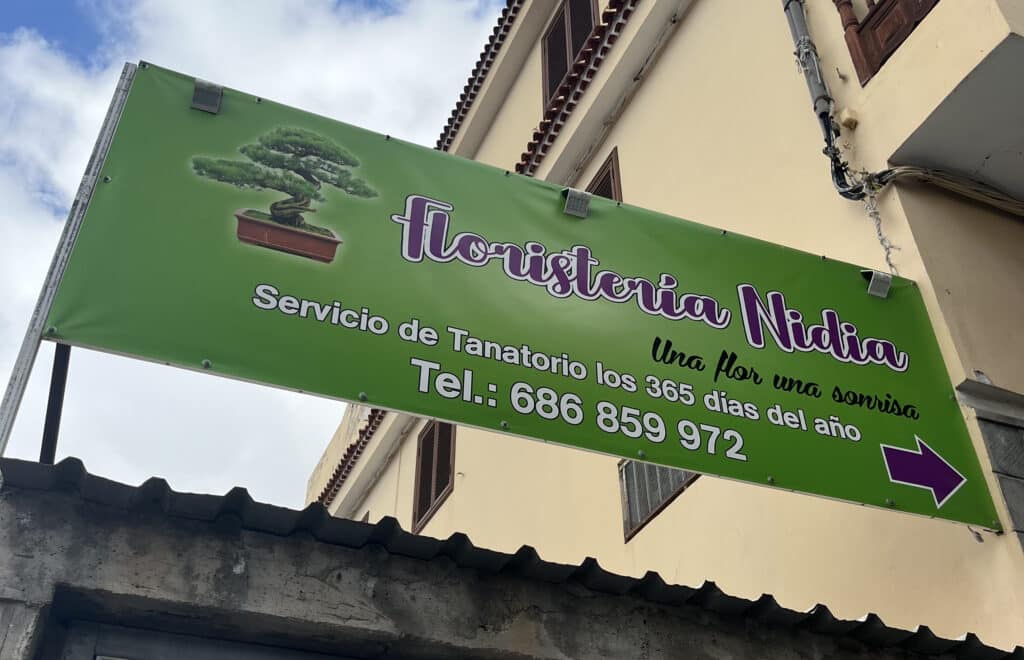 floristería Nidia
Una flor una sonrisa
Servicio de Tanatorio los 365 días del año
Tel.: 686 859 972